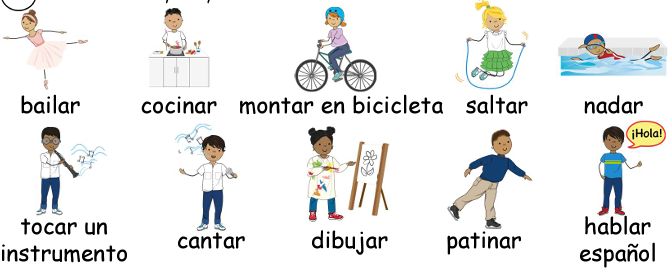 bailar
cocinar
montar en bicicleta
saltar
nadar
¡Hola!
tocar un
instrumento
cantar
dibujar
patinar
hablar
español